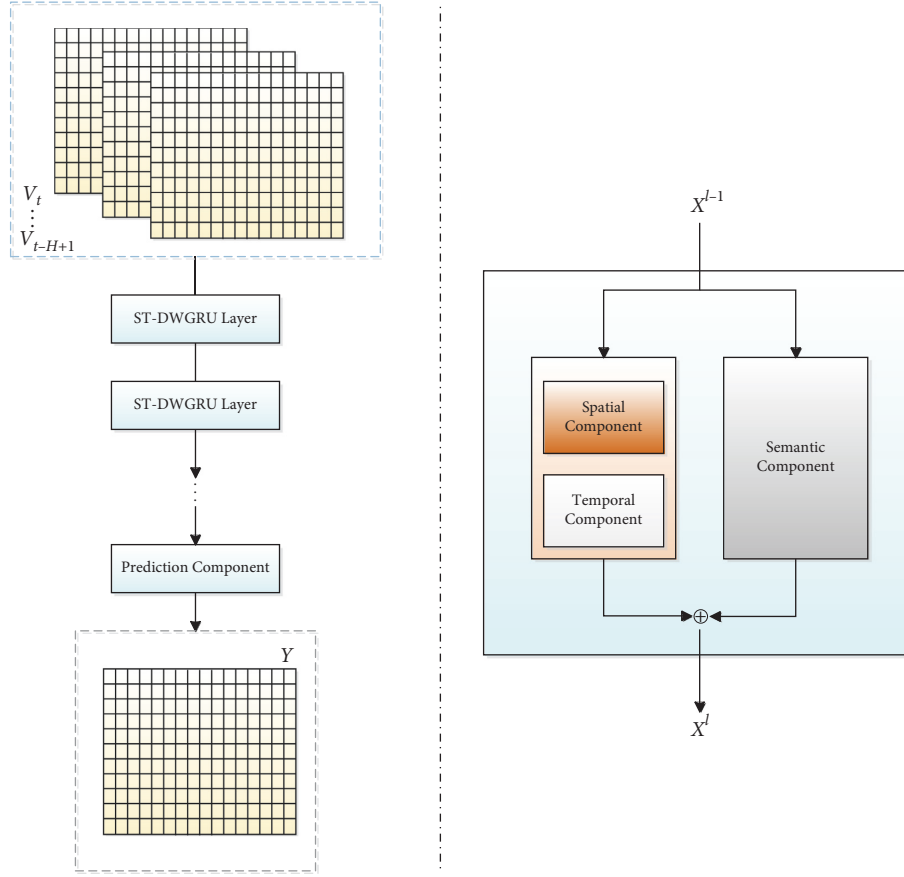 V_t
⋮
V_{t–H+1}
ST-DWGRU Layer
ST-DWGRU Layer
Prediction Component
Y
X^{l–1}
Spatial
Component
Temporal
Component
Semantic
Component
X^l